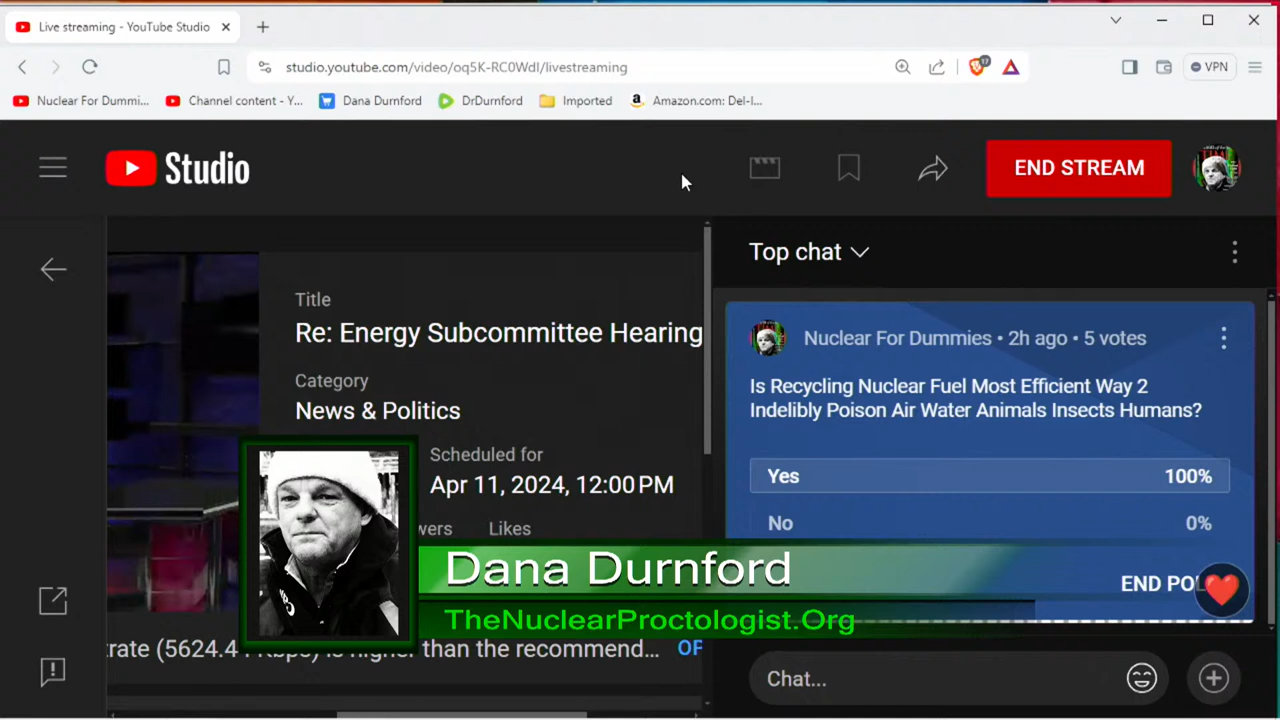 Live streaming - YouTube Studio
studio.youtube.com/video/oq5K-RC0WdI/livestreaming
17
VPN
Nuclear For Dummi...
Channel content - Y...
Dana Durnford
DrDurnford
Imported
Amazon.com: Del-I...
Studio
END STREAM
Top chat
Title
Re: Energy Subcommittee Hearing
Category
News & Politics
Scheduled for
Apr 11, 2024, 12:00 PM
wers
Likes
Nuclear For Dummies • 2h ago • 5 votes
Is Recycling Nuclear Fuel Most Efficient Way 2
Indelibly Poison Air Water Animals Insects Humans?
Yes 100%
No 0%
END PO
Dana Durnford
TheNuclearProctologist.Org
is higher than the recommend...
Chat...